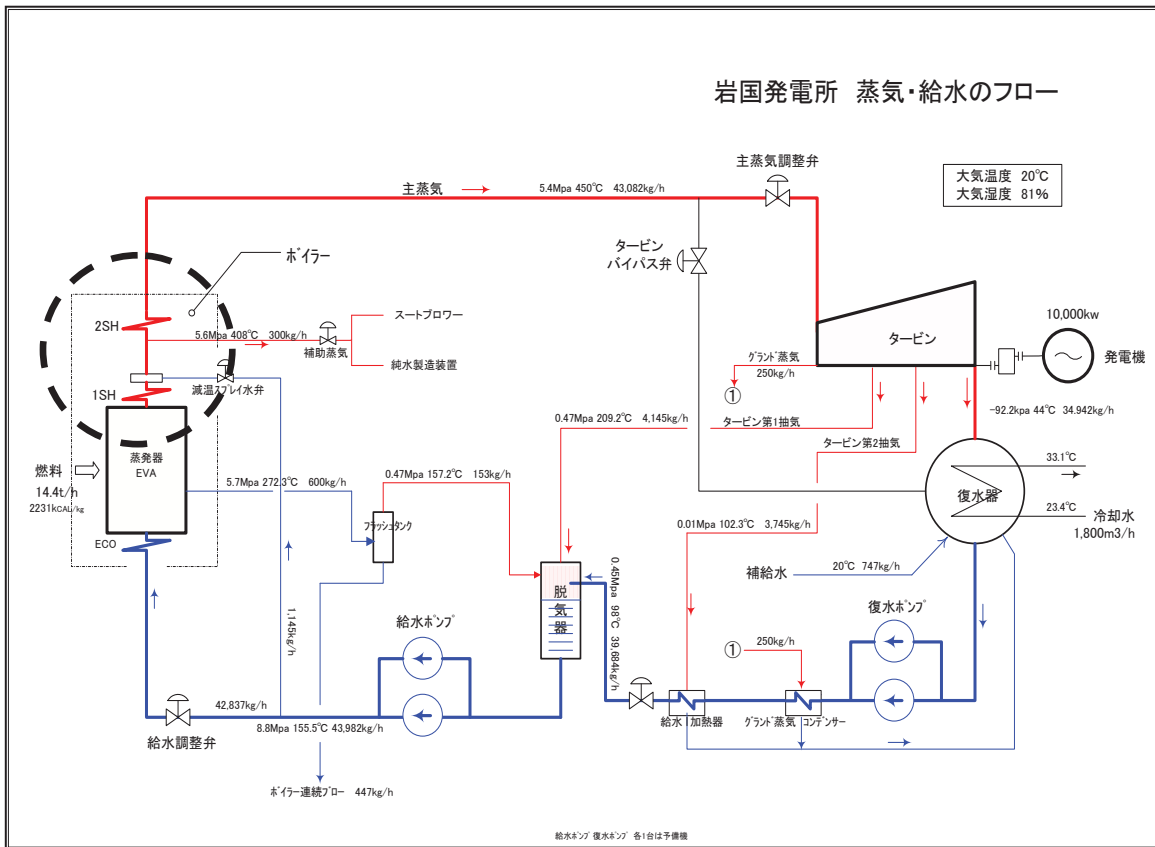 岩国発電所 蒸気・給水のフロー
主蒸気調整弁
大気温度 20℃
大気湿度 81%
主蒸気
5.4Mpa 450℃ 43,082kg/h
タービン
バイパス弁
ボイラー
2SH
5.6Mpa 408℃ 300kg/h
スートブロワー
補助蒸気
純水製造装置
減温スプレイ水弁
1SH
タービン
10,000kw
発電機
グランド蒸気
250kg/h
①
-92.2kpa 44℃ 34.942kg/h
0.47Mpa 209.2℃ 4,145kg/h
タービン第1抽気
タービン第2抽気
蒸発器
EVA
燃料
14.4t/h
2231kCAL/kg
5.7Mpa 272.3℃ 600kg/h
0.47Mpa 157.2℃ 153kg/h
フラッシュタンク
ECO
33.1℃
復水器
23.4℃
冷却水
1,800m3/h
0.01Mpa 102.3℃ 3,745kg/h
補給水
20℃ 747kg/h
脱気器
0.45Mpa 98℃ 39,684kg/h
1,145kg/h
給水ポンプ
復水ポンプ
①
250kg/h
給水加熱器
グランド蒸気コンデンサー
42,837kg/h
8.8Mpa 155.5℃ 43,982kg/h
給水調整弁
ボイラー連続ブロー 447kg/h
給水ポンプ 復水ポンプ 各1台は予備機